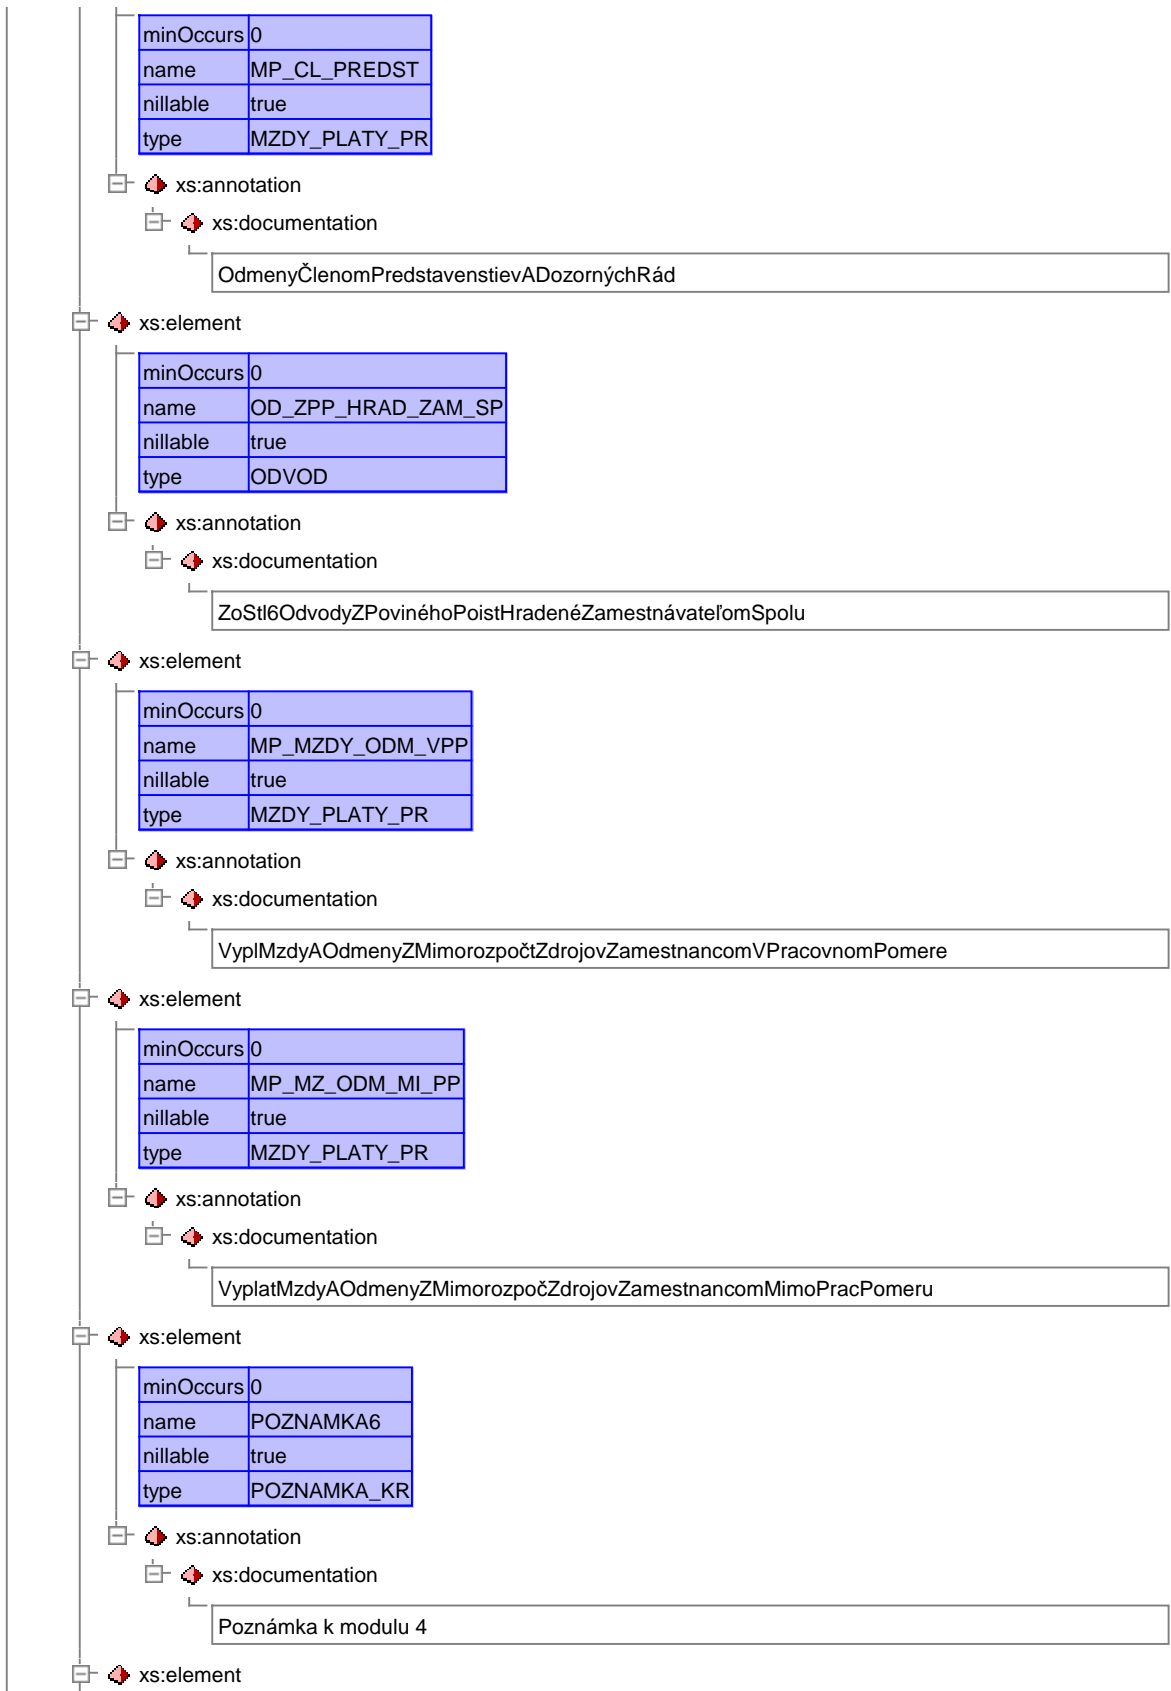 minOccurs 0
name MP_CL_PREDST
nillable true
type MZDY_PLATY_PR
xs:annotation
xs:documentation
OdmenyČlenomPredstavenstievADozornýchRád
xs:element
minOccurs 0
name OD_ZPP_HRAD_ZAM_SP
nillable true
type ODVOD
xs:annotation
xs:documentation
ZoStl6OdvodyZPovinéhoPoistHradenéZamestnávateľomSpolu
xs:element
minOccurs 0
name MP_MZDY_ODM_VPP
nillable true
type MZDY_PLATY_PR
xs:annotation
xs:documentation
VyplMzdyAOdmenyZMimorozpočtZdrojovZamestnancomVPracovnomPomere
xs:element
minOccurs 0
name MP_MZ_ODM_MI_PP
nillable true
type MZDY_PLATY_PR
xs:annotation
xs:documentation
VyplatMzdyAOdmenyZMimorozpočZdrojovZamestnancomMimoPracPomeru
xs:element
minOccurs 0
name POZNAMKA6
nillable true
type POZNAMKA_KR
xs:annotation
xs:documentation
Poznámka k modulu 4
xs:element